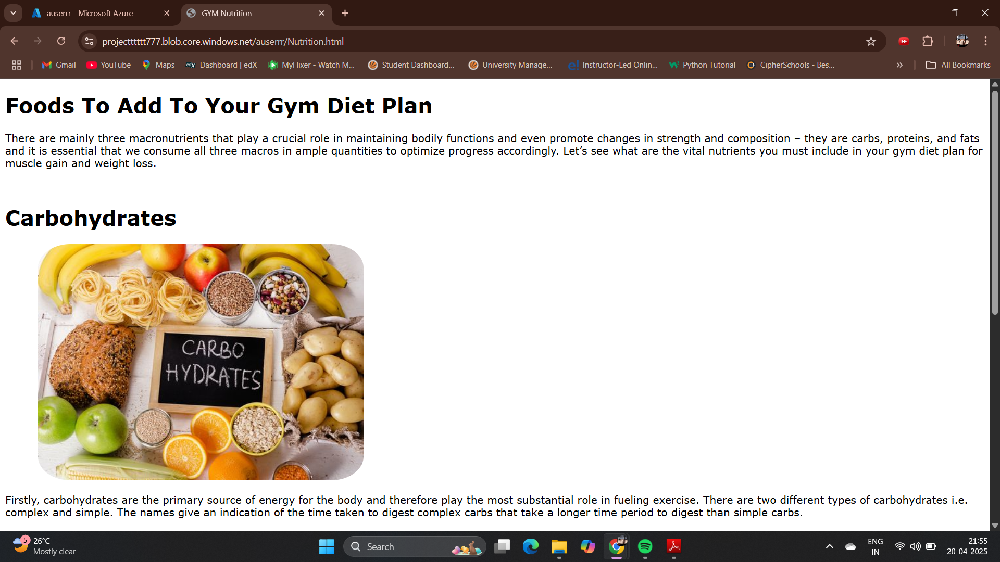 auserrr - Microsoft Azure
GYM Nutrition
projectttttt777.blob.core.windows.net/auserrr/Nutrition.html
Gmail
YouTube
Maps
edX
Dashboard | edX
MyFlixer - Watch M...
Student Dashboard...
University Manage...
e!
Instructor-Led Onlin...
Python Tutorial
CipherSchools - Bes...
All Bookmarks
Foods To Add To Your Gym Diet Plan
There are mainly three macronutrients that play a crucial role in maintaining bodily functions and even promote changes in strength and composition – they are carbs, proteins, and fats
and it is essential that we consume all three macros in ample quantities to optimize progress accordingly. Let’s see what are the vital nutrients you must include in your gym diet plan for
muscle gain and weight loss.
Carbohydrates
CARBO
HYDRATES
Firstly, carbohydrates are the primary source of energy for the body and therefore play the most substantial role in fueling exercise. There are two different types of carbohydrates i.e.
complex and simple. The names give an indication of the time taken to digest complex carbs that take a longer time period to digest than simple carbs.
5
26°C
Mostly clear
Search
ENG
IN
21:55
20-04-2025